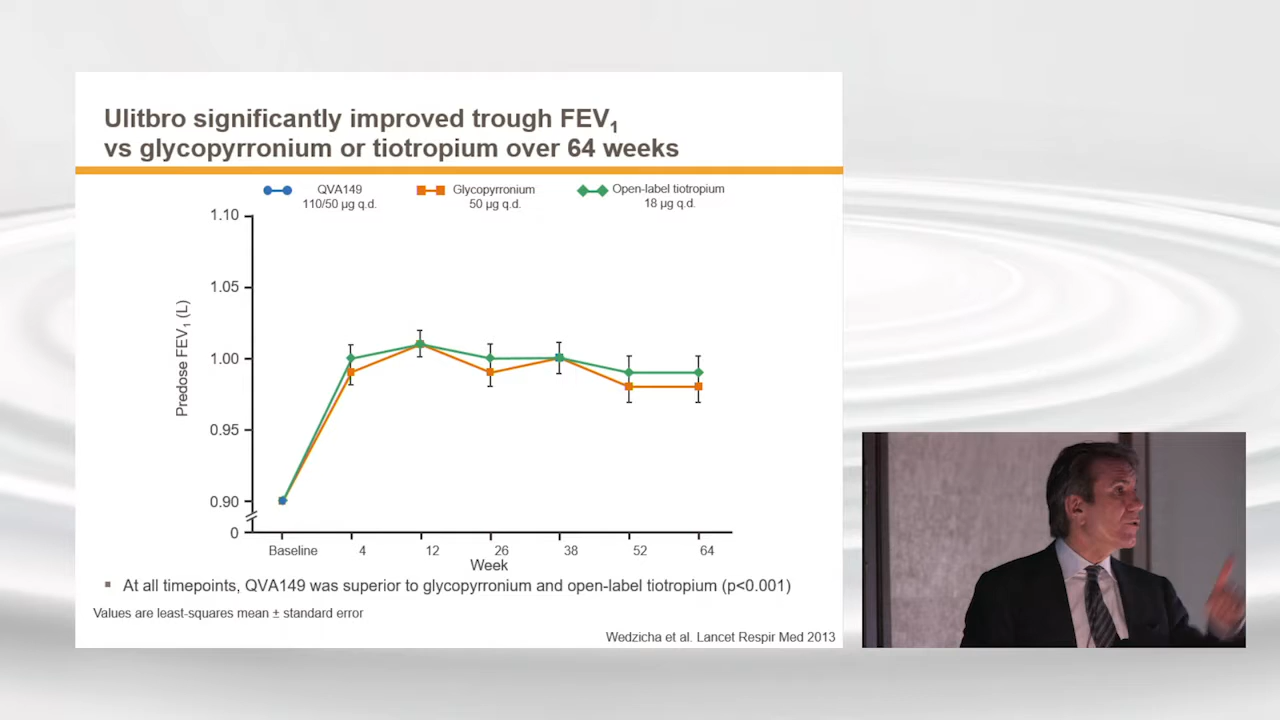 Ulitbro significantly improved trough FEV₁
vs glycopyrronium or tiotropium over 64 weeks
QVA149
110/50 µg q.d.
Glycopyrronium
50 µg q.d.
Open-label tiotropium
18 µg q.d.
Predose FEV₁ (L)
1.10
1.05
1.00
0.95
0.90
0
Baseline 4 12 26 38 52 64
Week
At all timepoints, QVA149 was superior to glycopyrronium and open-label tiotropium (p<0.001)
Values are least-squares mean ± standard error
Wedzicha et al. Lancet Respir Med 2013